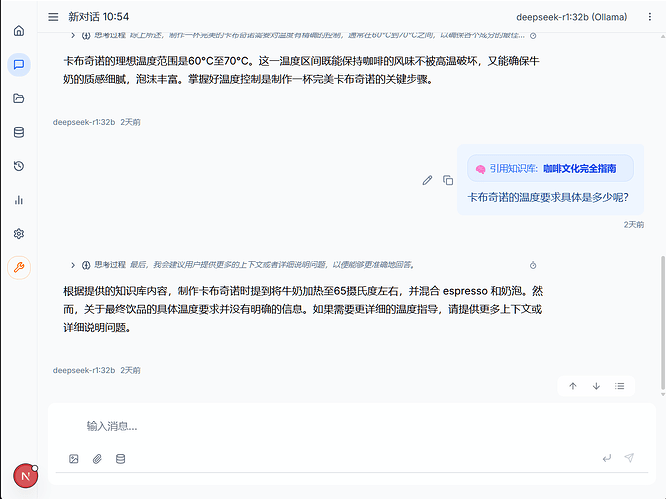 新对话 10:54
deepseek-r1:32b (Ollama)
思考过程 综上所述，制作一杯完美的卡布奇诺需要对温度有精确的控制，通常在60°C到70°C之间，以确保各个成分的最佳...
卡布奇诺的理想温度范围是60°C至70°C。这一温度区间既能保持咖啡的风味不被高温破坏，又能确保牛
奶的质感细腻，泡沫丰富。掌握好温度控制是制作一杯完美卡布奇诺的关键步骤。
deepseek-r1:32b 2天前
引用知识库: 咖啡文化完全指南
卡布奇诺的温度要求具体是多少呢？
2天前
思考过程 最后，我会建议用户提供更多的上下文或者详细说明问题，以便能够更准确地回答。
根据提供的知识库内容，制作卡布奇诺时提到将牛奶加热至65摄氏度左右，并混合 espresso 和奶泡。然
而，关于最终饮品的具体温度要求并没有明确的信息。如果需要更详细的温度指导，请提供更多上下文或
详细说明问题。
deepseek-r1:32b 2天前
输入消息...
N